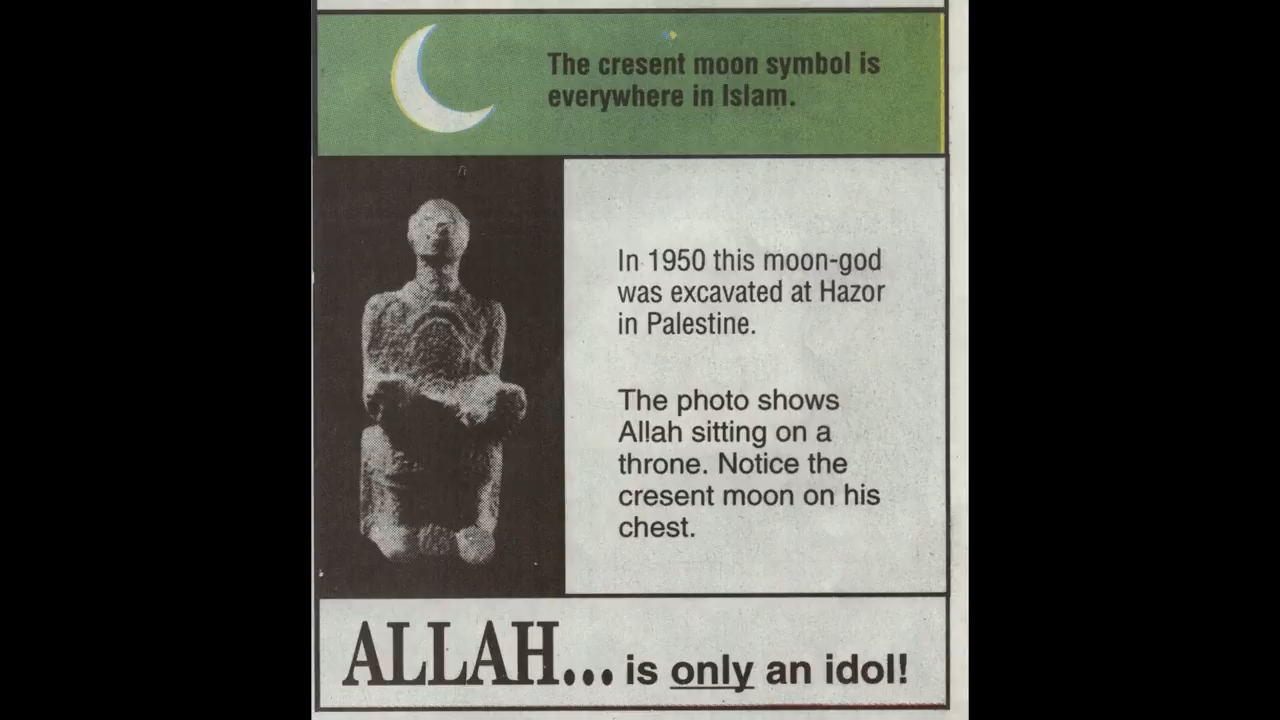 The cresent moon symbol is
everywhere in Islam.
In 1950 this moon-god
was excavated at Hazor
in Palestine.
The photo shows
Allah sitting on a
throne. Notice the
cresent moon on his
chest.
ALLAH... is only an idol!